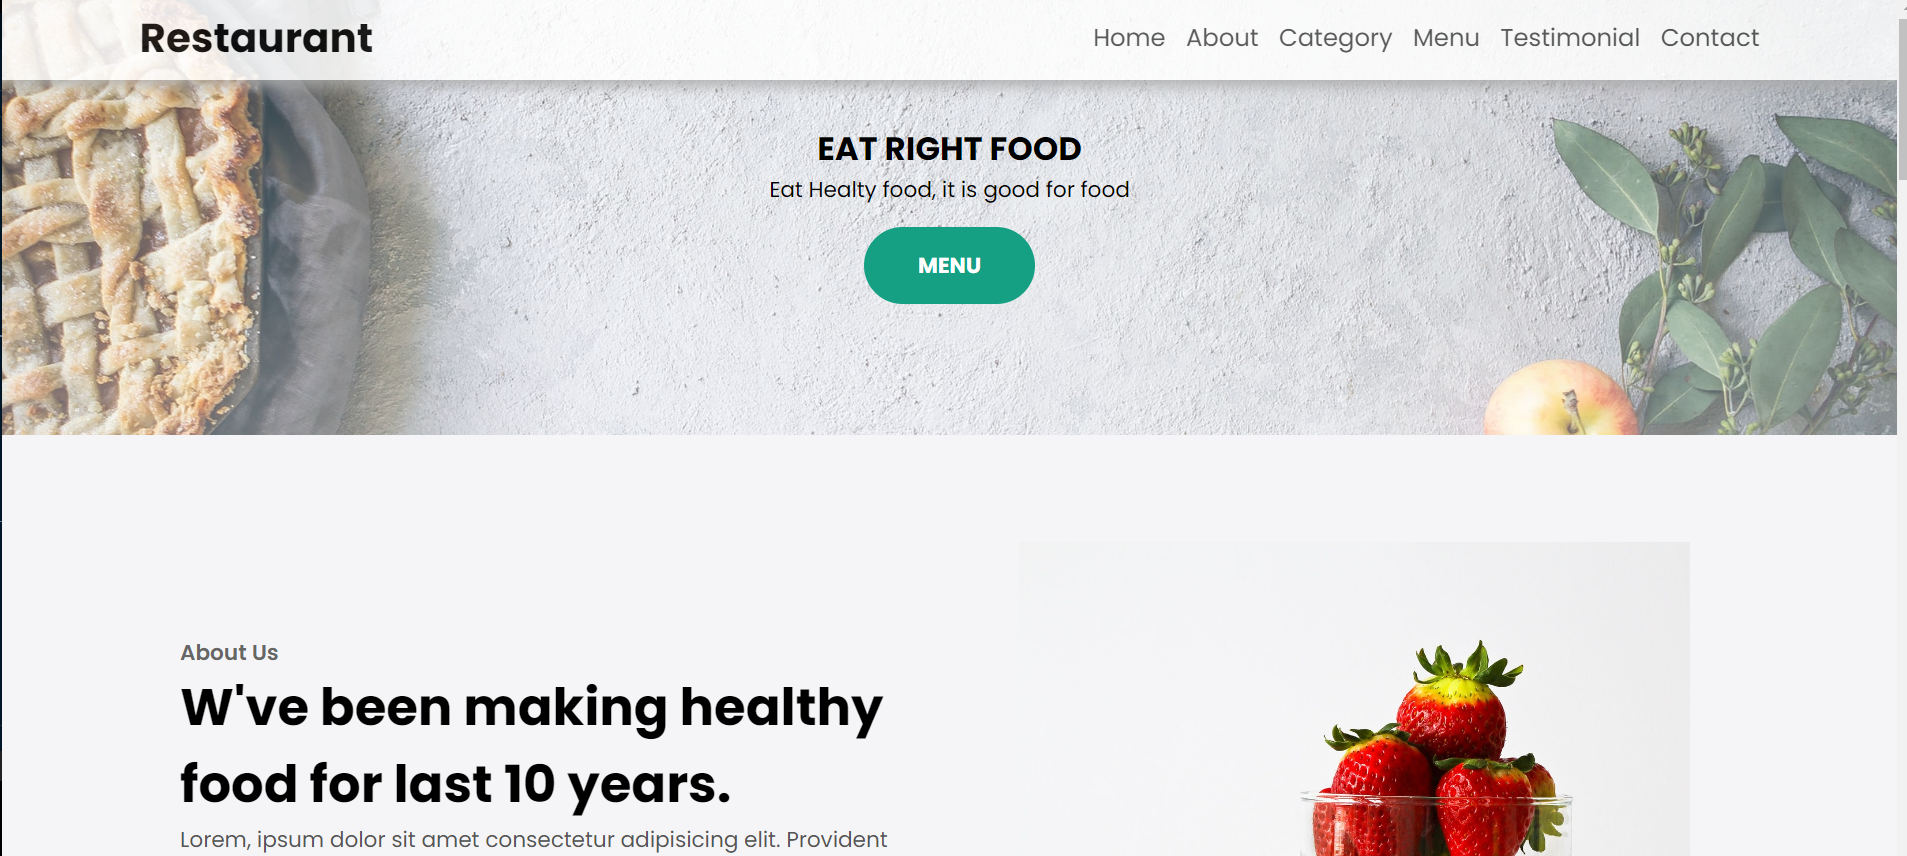 Restaurant
Home About Category Menu Testimonial Contact
EAT RIGHT FOOD
Eat Healty food, it is good for food
MENU
About Us
W've been making healthy
food for last 10 years.
Lorem, ipsum dolor sit amet consectetur adipisicing elit. Provident